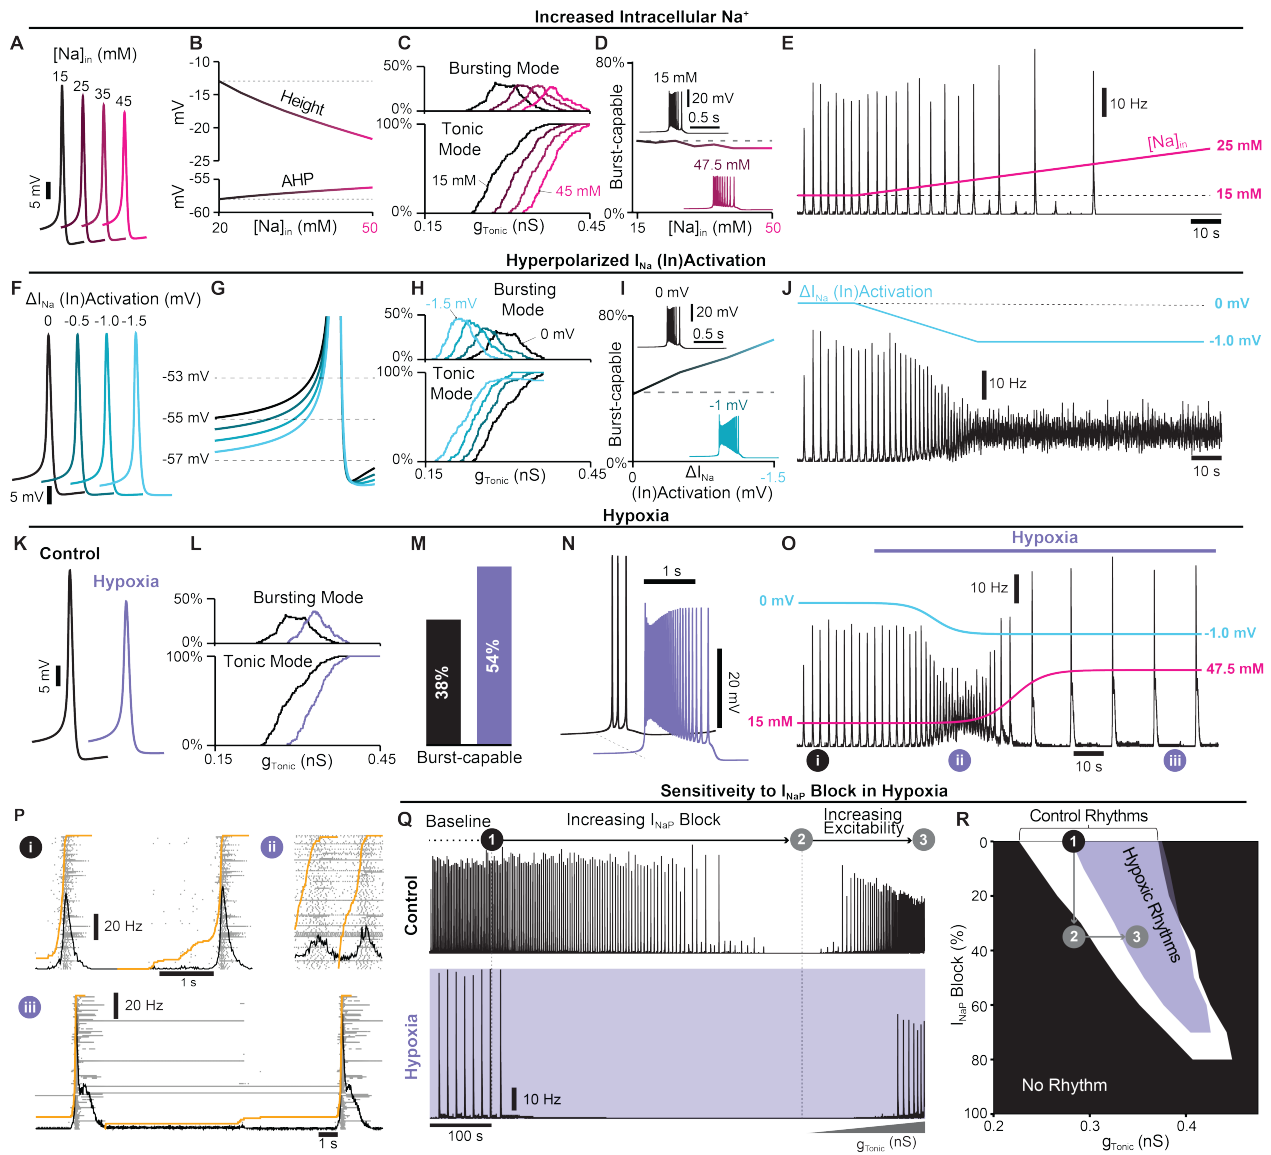 Increased Intracellular Na⁺
A
[Na]in (mM)
15
25
35
45
5 mV
B
-10
-15
-20
-25
mV
Height
-55
-60
mV
AHP
20
[Na]in (mM)
50
C
50%
0%
Bursting Mode
100%
0%
Tonic
Mode
15 mM
45 mM
0.15
gTonic (nS)
0.45
D
80%
0%
Burst-capable
15 mM
20 mV
0.5 s
47.5 mM
15
[Na]in (mM)
50
E
10 Hz
[Na]in
25 mM
15 mM
10 s
Hyperpolarized INa (In)Activation
F
ΔINa (In)Activation (mV)
0
-0.5
-1.0
-1.5
5 mV
G
-53 mV
-55 mV
-57 mV
H
Bursting
Mode
-1.5 mV
0 mV
50%
0%
100%
0%
Tonic
Mode
0.15
gTonic (nS)
0.45
I
80%
0%
Burst-capable
0 mV
20 mV
0.5 s
-1 mV
0
ΔINa
-1.5
(In)Activation (mV)
J
ΔINa (In)Activation
0 mV
-1.0 mV
10 Hz
10 s
Hypoxia
K
Control
Hypoxia
5 mV
L
50%
0%
Bursting Mode
100%
0%
Tonic Mode
0.15
gTonic (nS)
0.45
M
38%
54%
Burst-capable
N
1 s
20 mV
O
Hypoxia
0 mV
10 Hz
-1.0 mV
47.5 mM
15 mM
i
ii
iii
10 s
Sensitiveity to INaP Block in Hypoxia
P
i
20 Hz
1 s
ii
iii
20 Hz
1 s
Q
Baseline
Increasing INaP Block
Increasing
Excitability
1
2
3
Control
Hypoxia
10 Hz
100 s
gTonic (nS)
R
Control Rhythms
1
2
3
Hypoxic Rhythms
No Rhythm
0
20
40
60
80
100
INaP Block (%)
0.2
0.3
0.4
gTonic (nS)